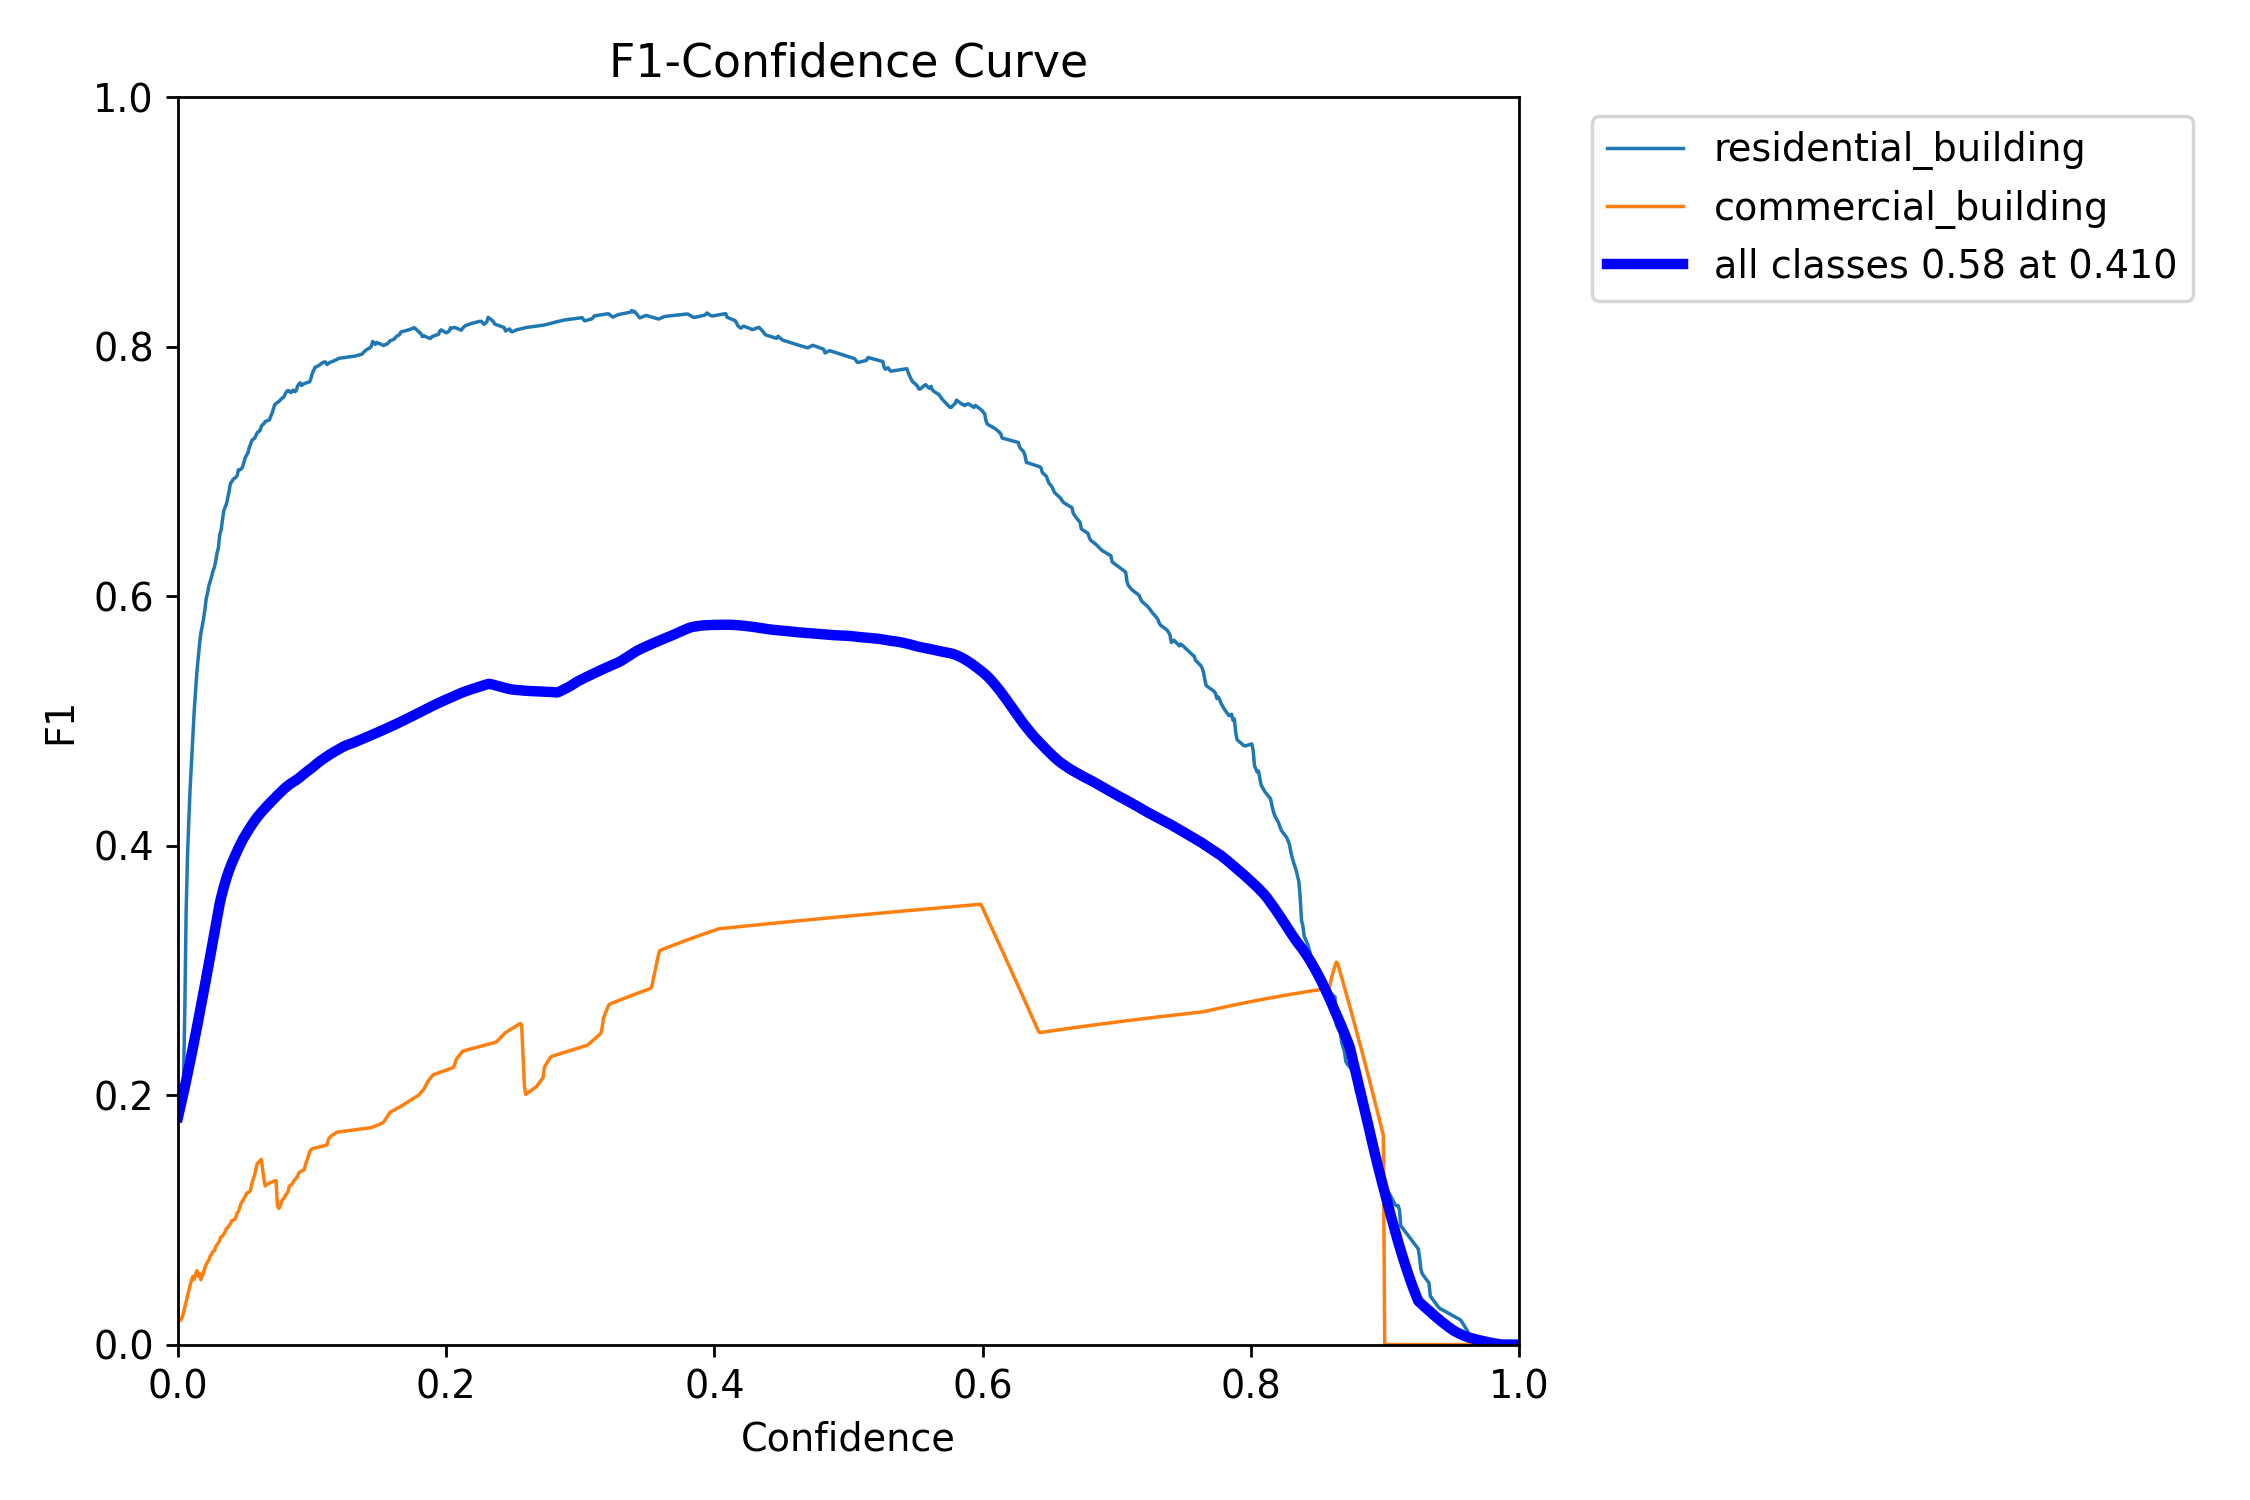 F1-Confidence Curve
1.0
0.8
0.6
0.4
0.2
0.0
F1
0.0 0.2 0.4 0.6 0.8 1.0
Confidence
residential_building
commercial_building
all classes 0.58 at 0.410